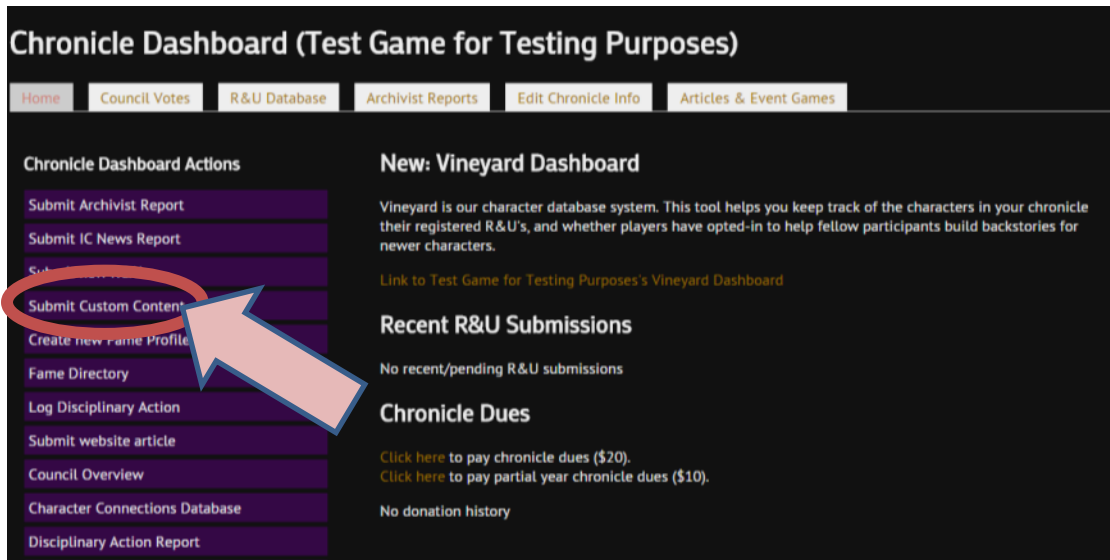 Chronicle Dashboard (Test Game for Testing Purposes)
Home Council Votes R&U Database Archivist Reports Edit Chronicle Info Articles & Event Games
Chronicle Dashboard Actions
Submit Archivist Report
Submit IC News Report
Submit Custom Content
Create new Fame Profile
Fame Directory
Log Disciplinary Action
Submit website article
Council Overview
Character Connections Database
Disciplinary Action Report
New: Vineyard Dashboard
Vineyard is our character database system. This tool helps you keep track of the characters in your chronicle
their registered R&U's, and whether players have opted-in to help fellow participants build backstories for
newer characters.
Link to Test Game for Testing Purposes's Vineyard Dashboard
Recent R&U Submissions
No recent/pending R&U submissions
Chronicle Dues
Click here to pay chronicle dues ($20).
Click here to pay partial year chronicle dues ($10).
No donation history